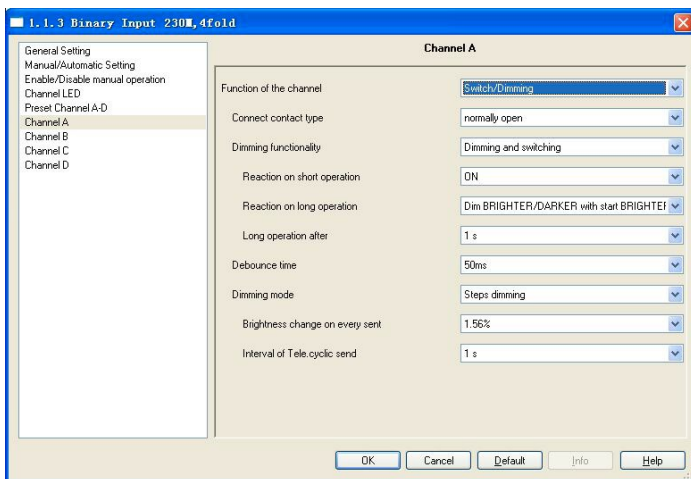 1.1.3 Binary Input 230M,4fold
General Setting
Manual/Automatic Setting
Enable/Disable manual operation
Channel LED
Preset Channel A-D
Channel A
Channel B
Channel C
Channel D
Channel A
Function of the channel Switch/Dimming
Connect contact type normally open
Dimming functionality Dimming and switching
Reaction on short operation ON
Reaction on long operation Dim BRIGHTER/DARKER with start BRIGHTEF
Long operation after 1 s
Debounce time 50ms
Dimming mode Steps dimming
Brightness change on every sent 1.56%
Interval of Tele.cyclic send 1 s
OK Cancel Default Info Help